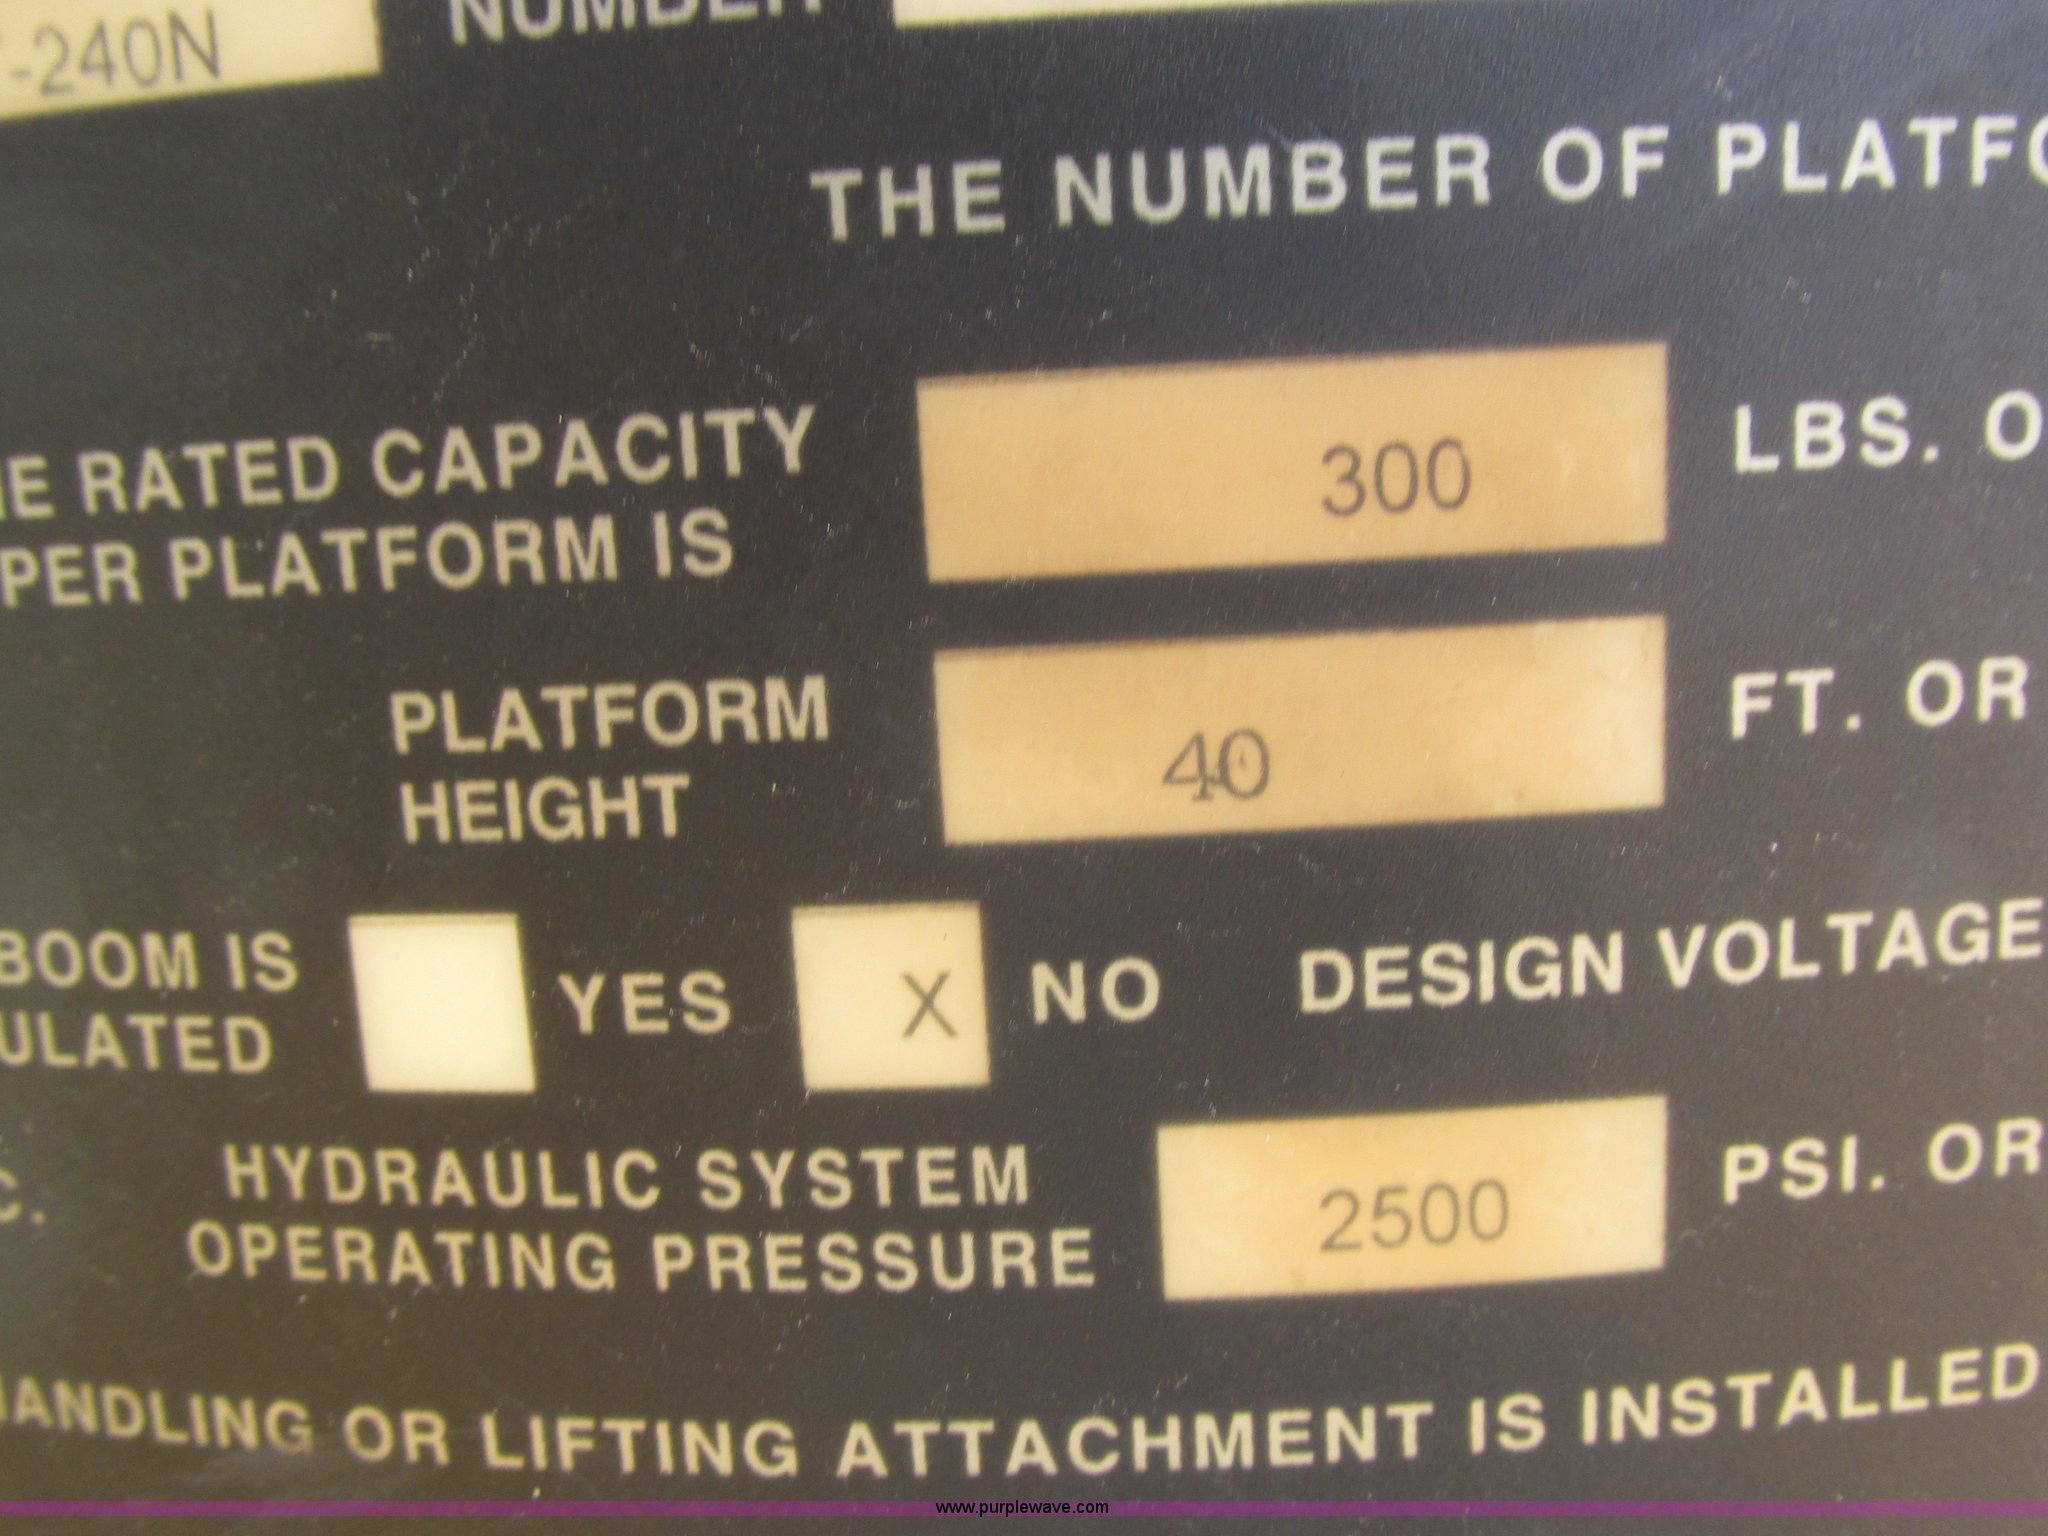 -240N NUMBER
THE NUMBER OF PLATFO
E RATED CAPACITY
PER PLATFORM IS
300 LBS. O
PLATFORM
HEIGHT
40 FT. OR
BOOM IS
ULATED
YES X NO DESIGN VOLTAGE
C.
HYDRAULIC SYSTEM
OPERATING PRESSURE
2500 PSI. OR
HANDLING OR LIFTING ATTACHMENT IS INSTALLED
www.purplewave.com